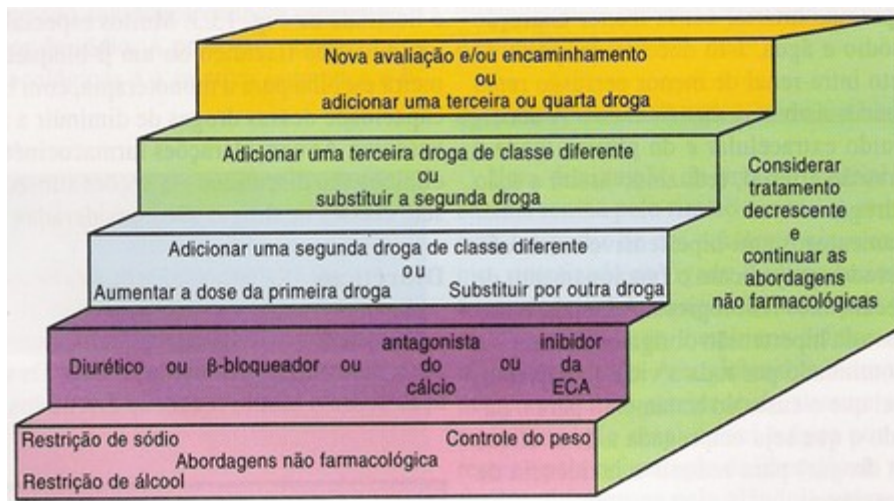 Nova avaliação e/ou encaminhamento
ou
adicionar uma terceira ou quarta droga
Adicionar uma terceira droga de classe diferente
ou
substituir a segunda droga
Adicionar uma segunda droga de classe diferente
ou
Aumentar a dose da primeira droga Substituir por outra droga
Diurético ou β-bloqueador ou antagonista do cálcio ou inibidor da ECA
Restrição de sódio Controle do peso
Abordagens não farmacológica
Restrição de álcool
Considerar
tratamento
decrescente
e
continuar as
abordagens
não farmacológicas